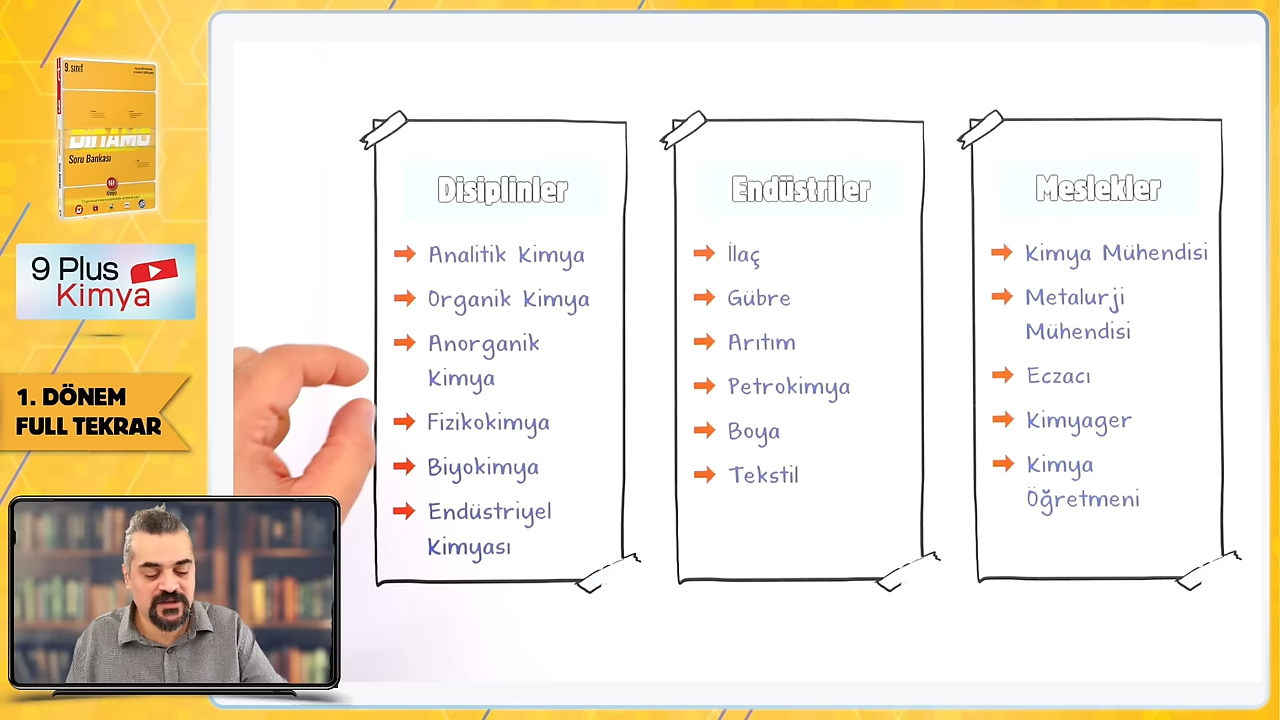 9.sınıf
DİNAMO
Soru Bankası
Kimya
9 Plus
Kimya
1. DÖNEM
FULL TEKRAR
Disiplinler
Analitik Kimya
Organik Kimya
Anorganik
Kimya
Fizikokimya
Biyokimya
Endüstriyel
Kimyası
Endüstriler
İlaç
Gübre
Arıtım
Petrokimya
Boya
Tekstil
Meslekler
Kimya Mühendisi
Metalurji
Mühendisi
Eczacı
Kimyager
Kimya
Öğretmeni